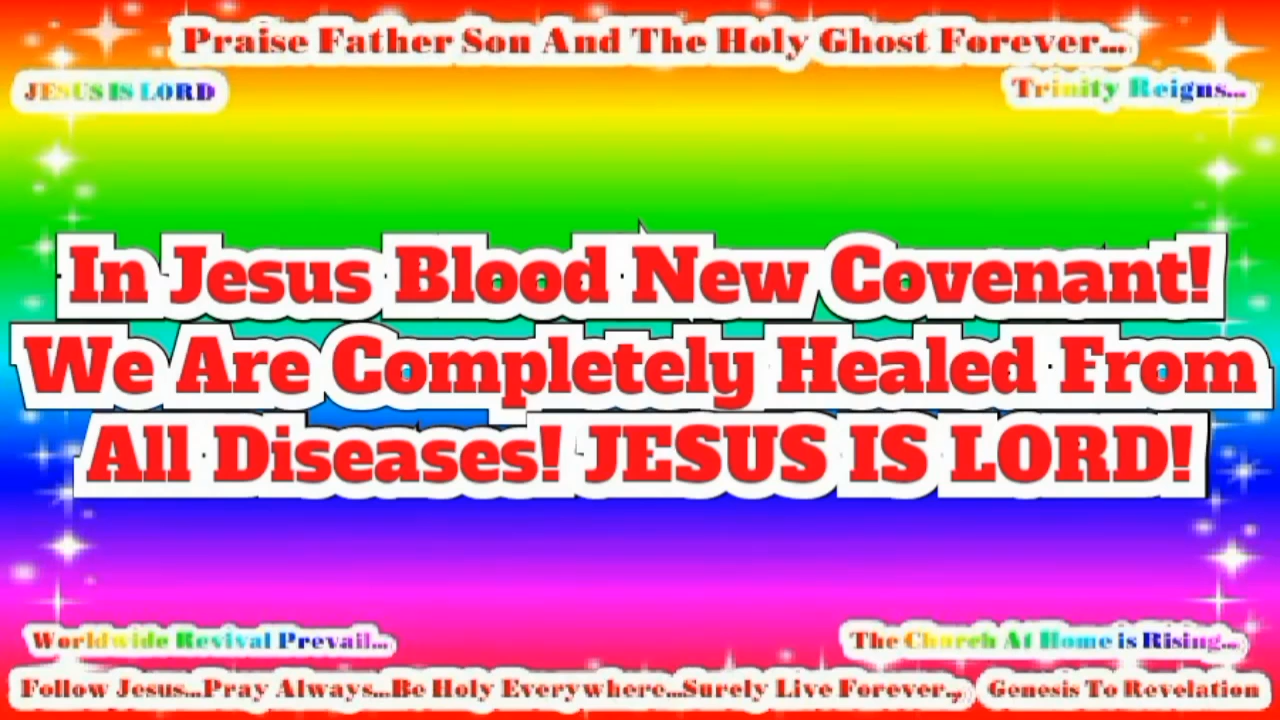 Praise Father Son And The Holy Ghost Forever...
JESUS IS LORD
Trinity Reigns...
In Jesus Blood New Covenant!
We Are Completely Healed From
All Diseases! JESUS IS LORD!
Worldwide Revival Prevail...
The Church At Home is Rising...
Follow Jesus...Pray Always...Be Holy Everywhere...Surely Live Forever...
Genesis To Revelation